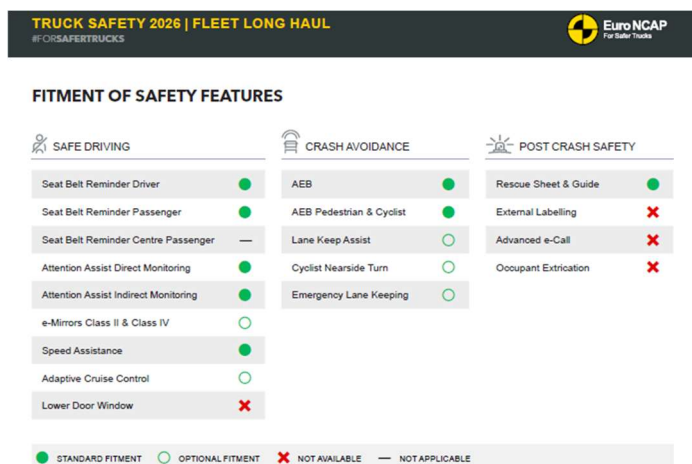 TRUCK SAFETY 2026 | FLEET LONG HAUL
#FORSAFERTRUCKS
Euro NCAP
For Safer Trucks
FITMENT OF SAFETY FEATURES
SAFE DRIVING
Seat Belt Reminder Driver
Seat Belt Reminder Passenger
Seat Belt Reminder Centre Passenger
Attention Assist Direct Monitoring
Attention Assist Indirect Monitoring
e-Mirrors Class II & Class IV
Speed Assistance
Adaptive Cruise Control
Lower Door Window
CRASH AVOIDANCE
AEB
AEB Pedestrian & Cyclist
Lane Keep Assist
Cyclist Nearside Turn
Emergency Lane Keeping
POST CRASH SAFETY
Rescue Sheet & Guide
External Labelling
Advanced e-Call
Occupant Extrication
STANDARD FITMENT OPTIONAL FITMENT NOT AVAILABLE — NOT APPLICABLE